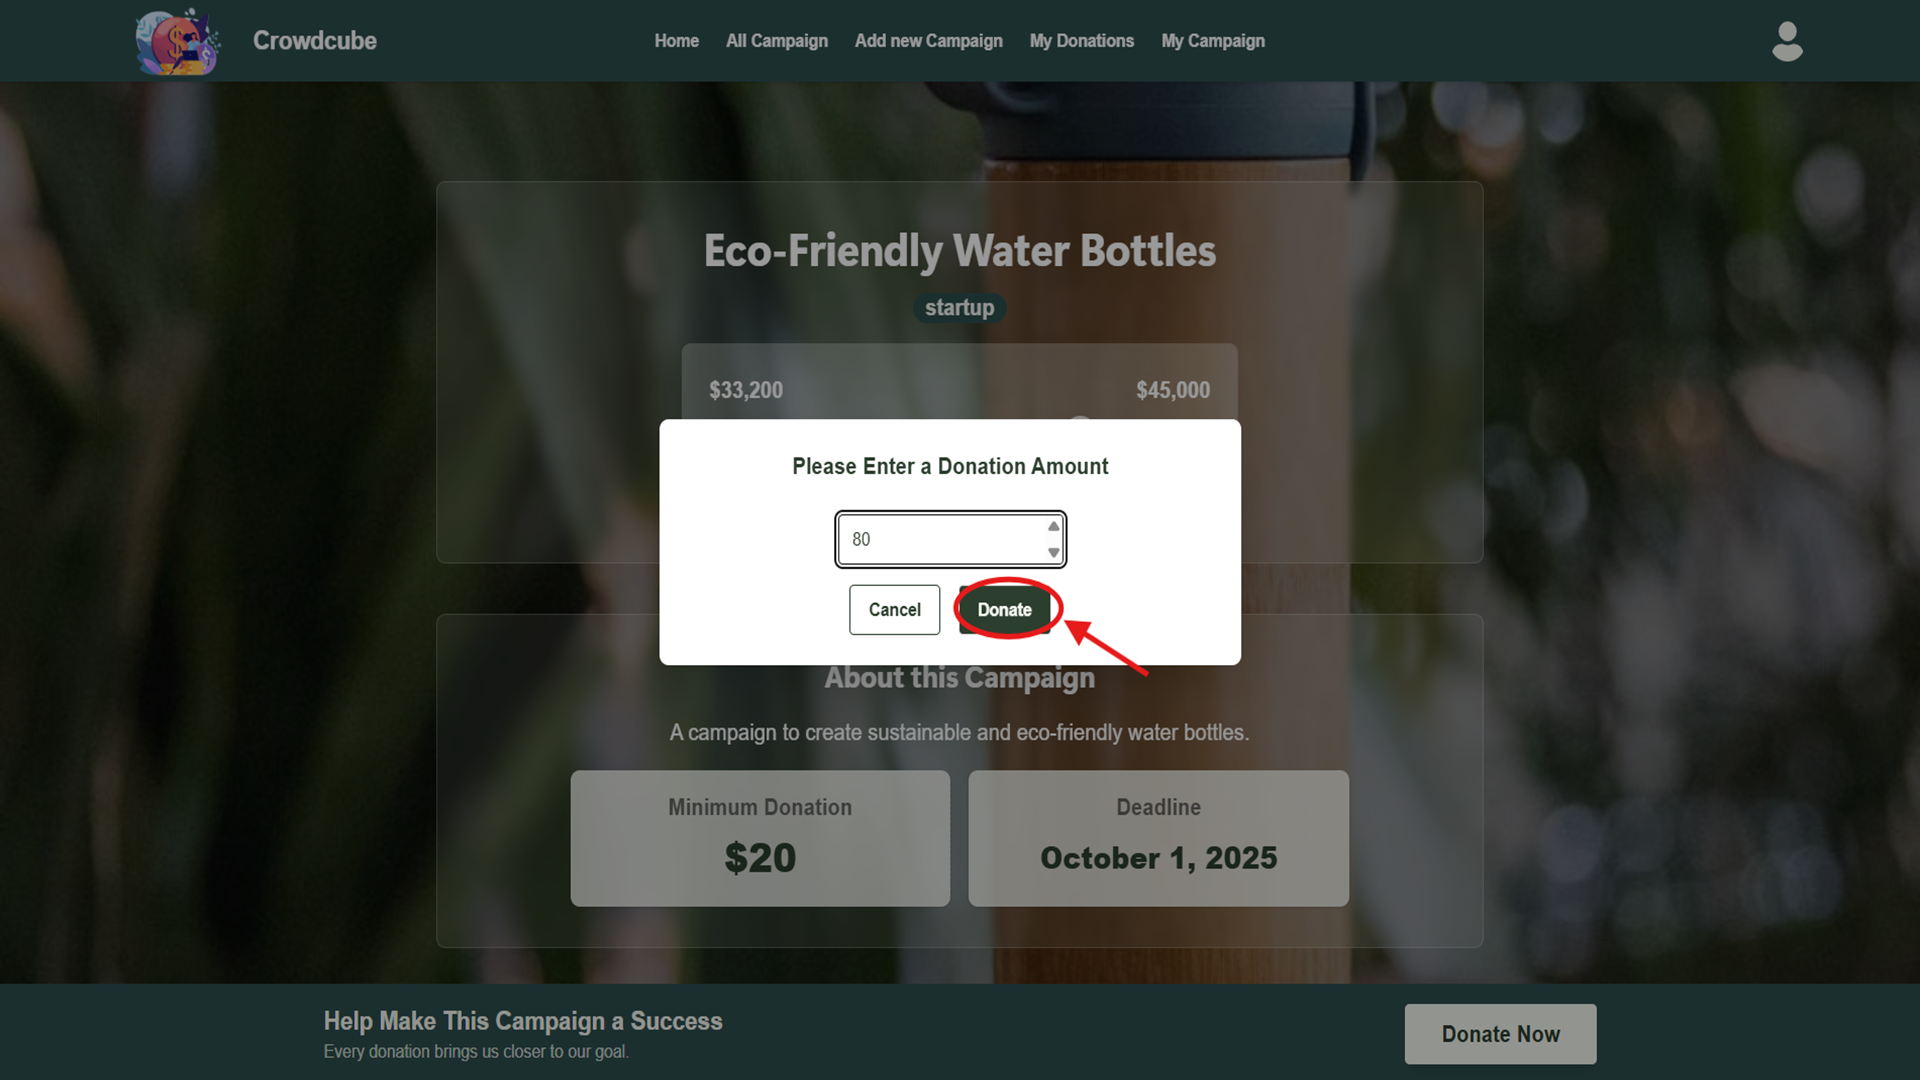 Crowdcube
Home
All Campaign
Add new Campaign
My Donations
My Campaign
Eco-Friendly Water Bottles
startup
$33,200
$45,000
Please Enter a Donation Amount
80
Cancel
Donate
About this Campaign
A campaign to create sustainable and eco-friendly water bottles.
Minimum Donation
$20
Deadline
October 1, 2025
Help Make This Campaign a Success
Every donation brings us closer to our goal.
Donate Now